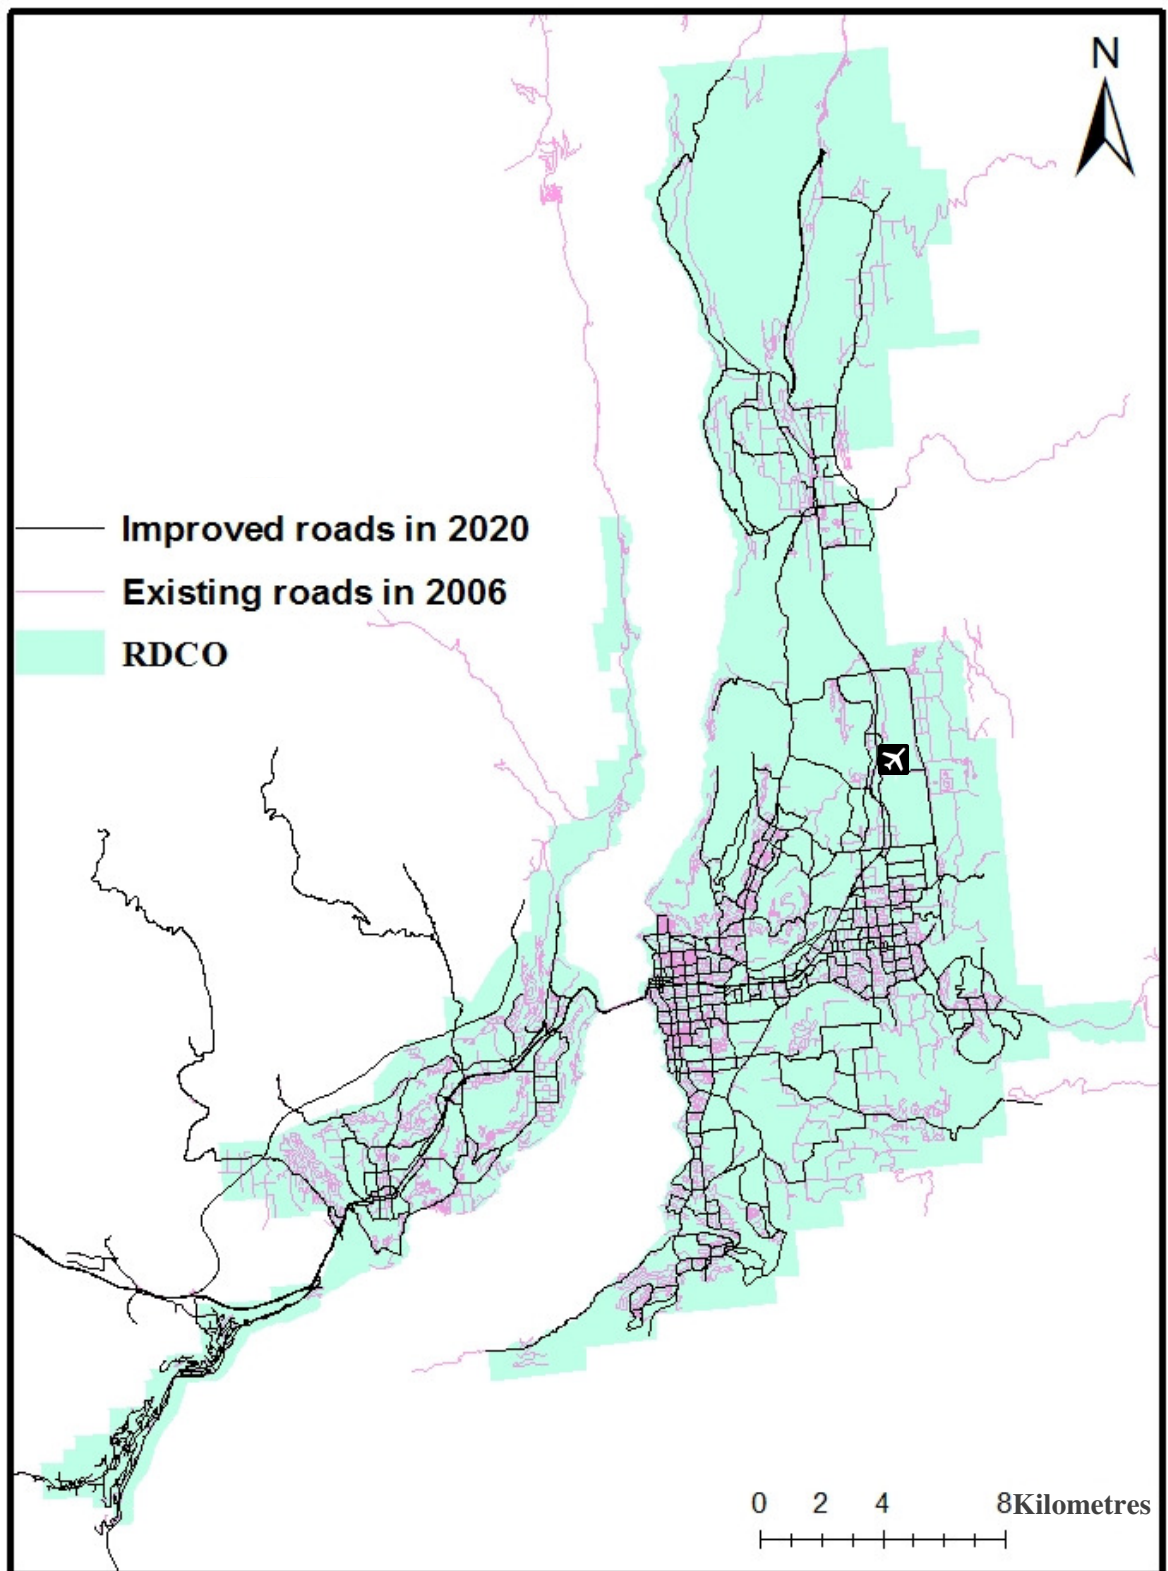 N
Improved roads in 2020
Existing roads in 2006
RDCO
0 2 4 8Kilometres